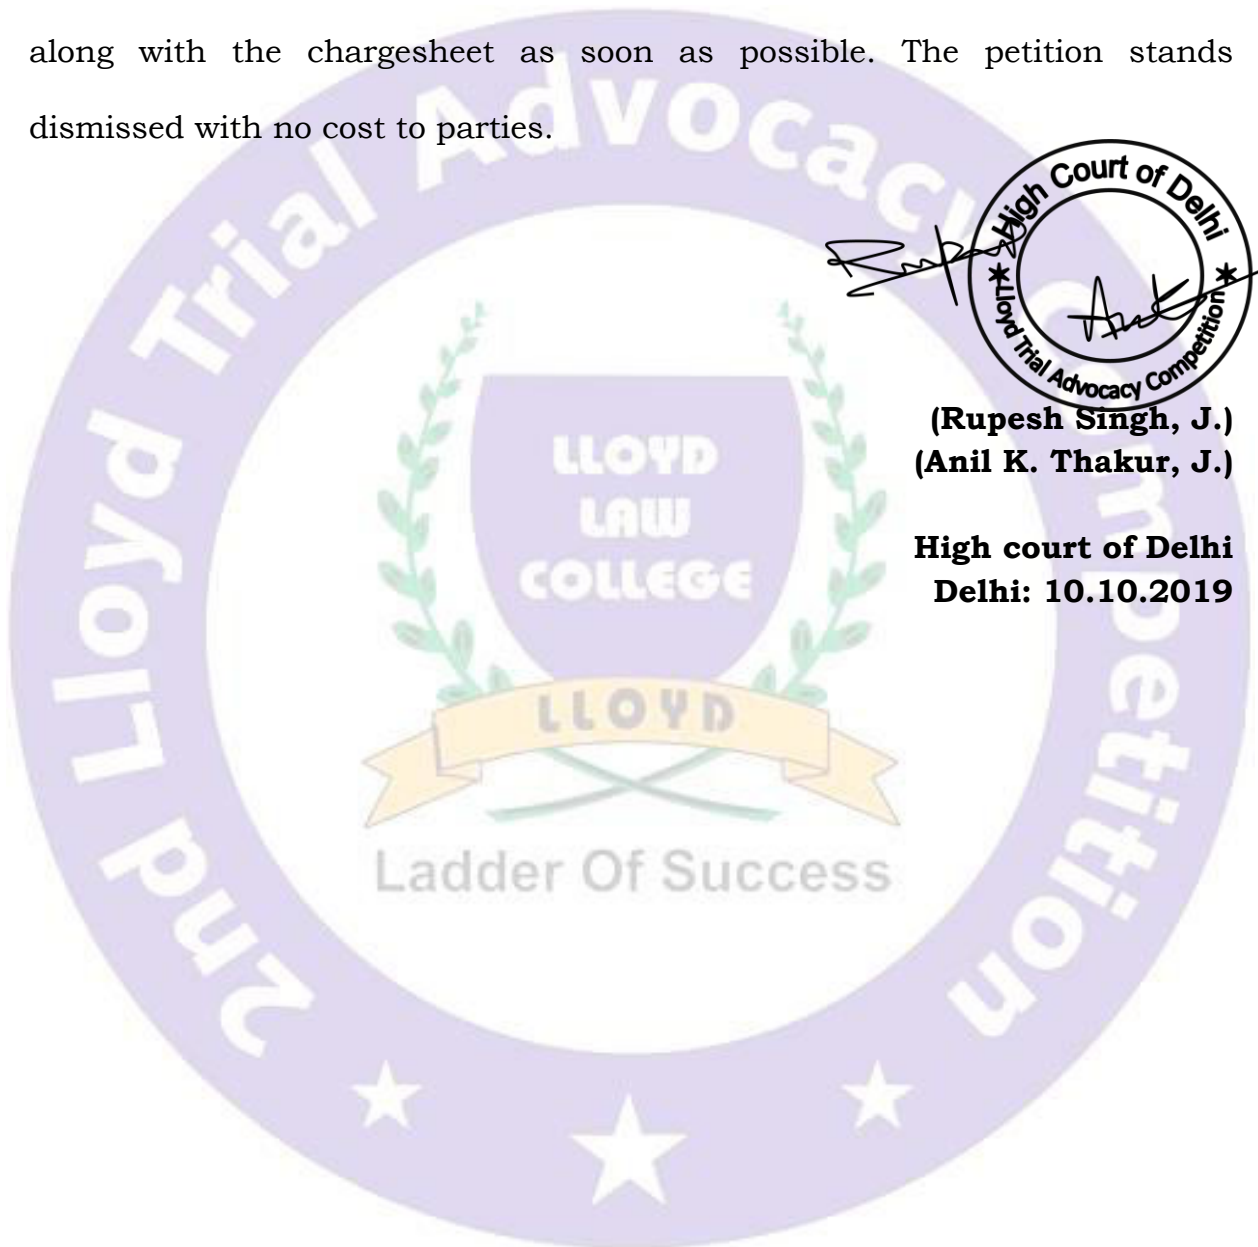 along with the chargesheet as soon as possible. The petition stands
dismissed with no cost to parties.
High Court of Delhi
Lloyd Trial Advocacy Competition
(Rupesh Singh, J.)
(Anil K. Thakur, J.)
High court of Delhi
Delhi: 10.10.2019
2nd Lloyd Trial Advocacy Competition
LLOYD
LAW
COLLEGE
LLOYD
Ladder Of Success